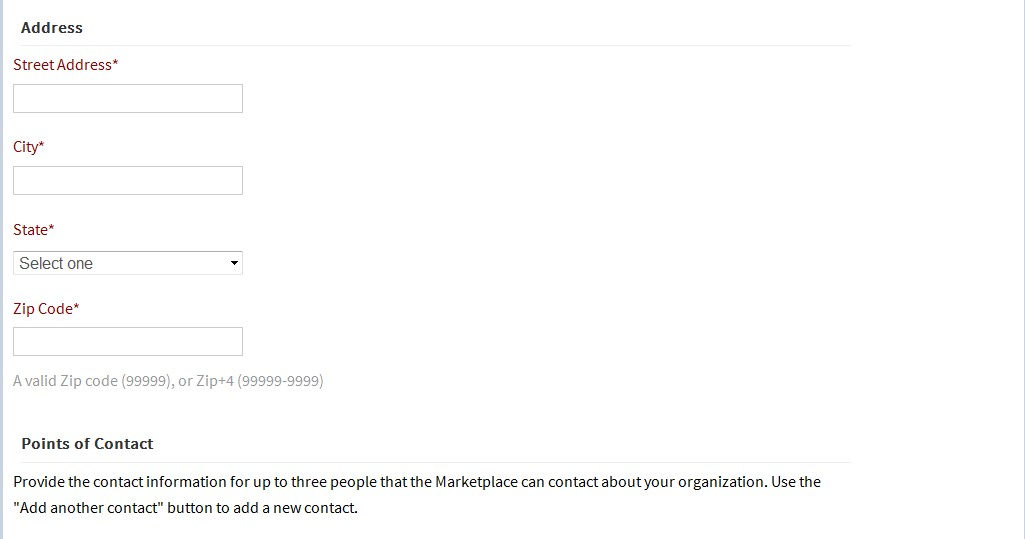 Address
Street Address*
City*
State*
Select one
Zip Code*
A valid Zip code (99999), or Zip+4 (99999-9999)
Points of Contact
Provide the contact information for up to three people that the Marketplace can contact about your organization. Use the
"Add another contact" button to add a new contact.